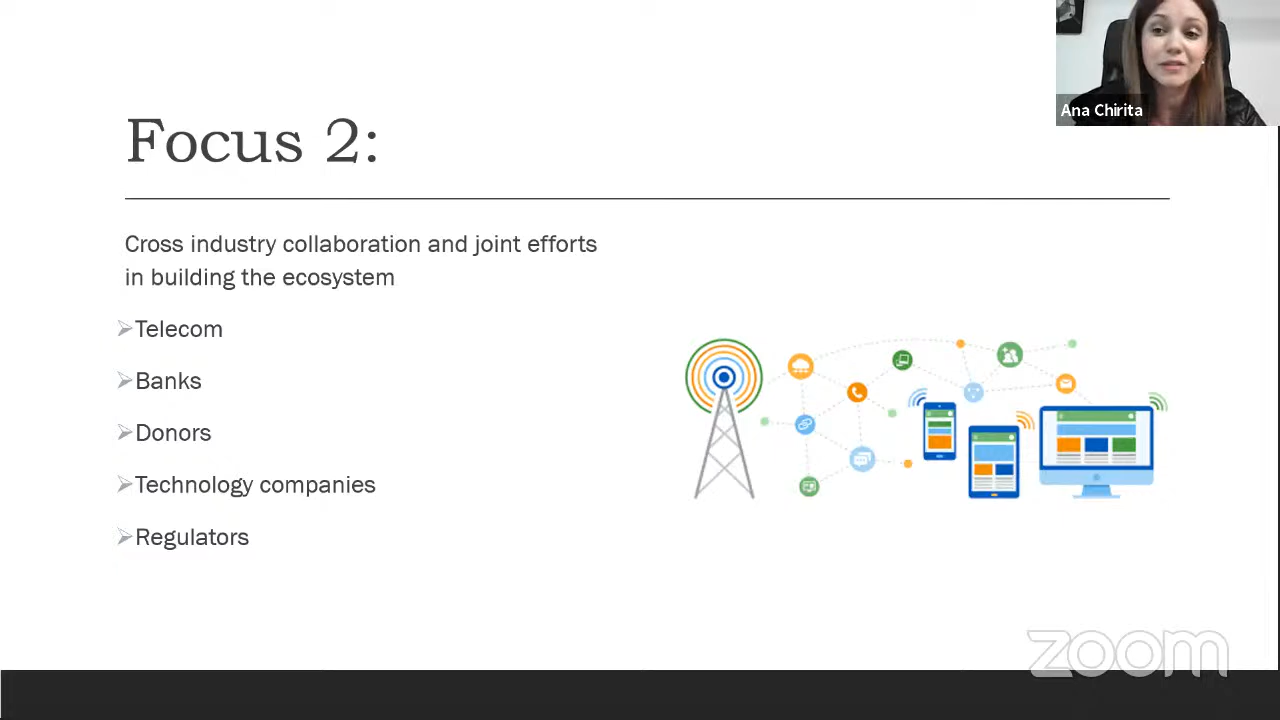 Ana Chirita
Focus 2:
Cross industry collaboration and joint efforts
in building the ecosystem
Telecom
Banks
Donors
Technology companies
Regulators
zoom